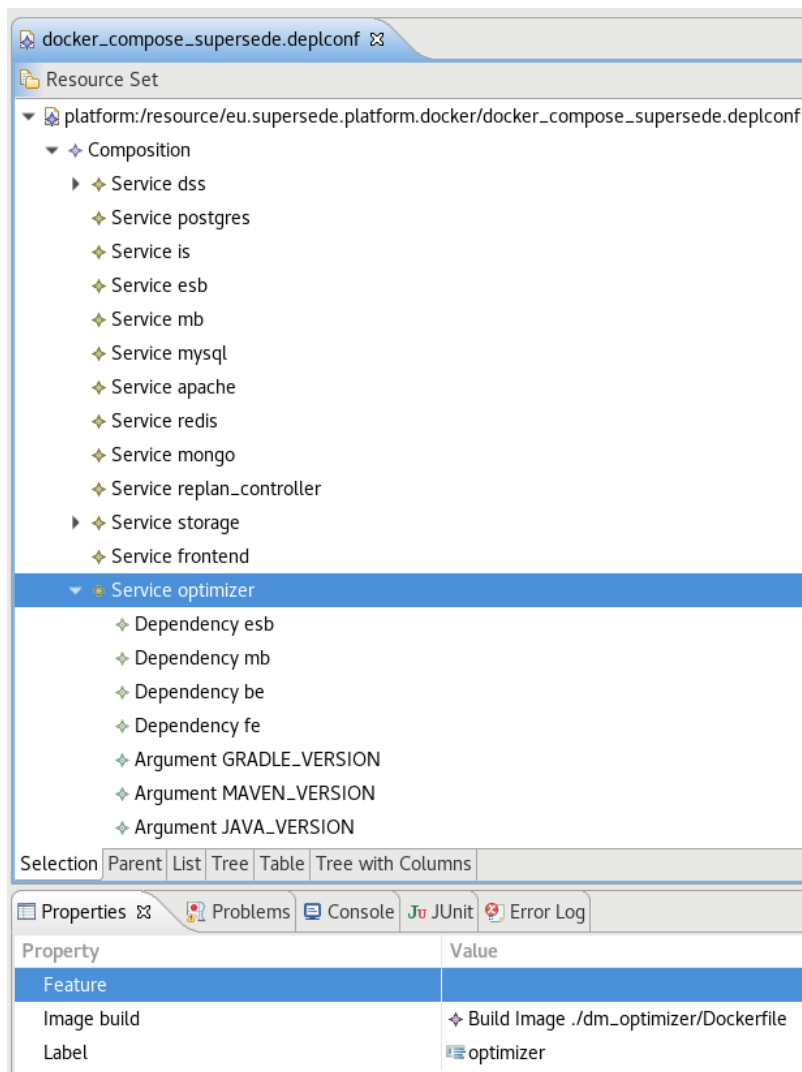 docker_compose_supersede.deplconf
Resource Set
platform:/resource/eu.supersede.platform.docker/docker_compose_supersede.deplconf
Composition
Service dss
Service postgres
Service is
Service esb
Service mb
Service mysql
Service apache
Service redis
Service mongo
Service replan_controller
Service storage
Service frontend
Service optimizer
Dependency esb
Dependency mb
Dependency be
Dependency fe
Argument GRADLE_VERSION
Argument MAVEN_VERSION
Argument JAVA_VERSION
Selection Parent List Tree Table Tree with Columns
Properties Problems Console JUnit Error Log
Property Value
Feature
Image build Build Image ./dm_optimizer/Dockerfile
Label optimizer